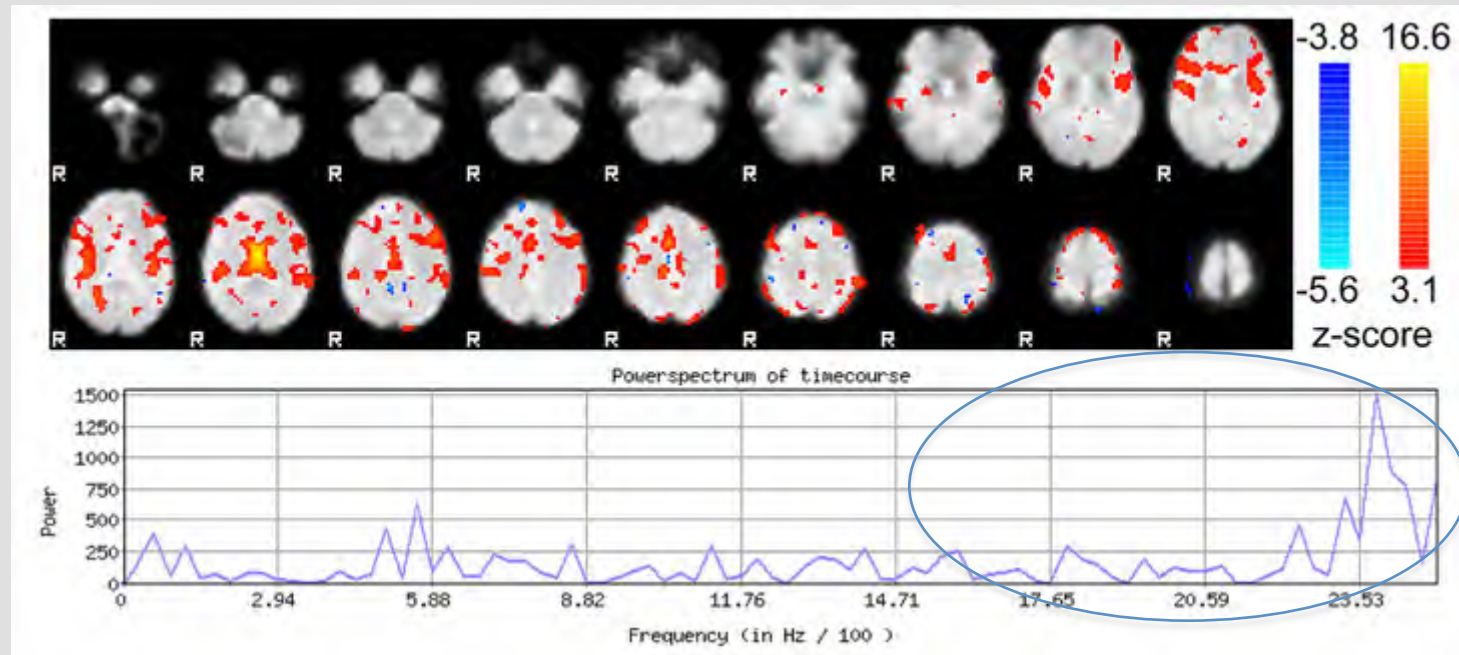 -3.8 16.6
R R R R R R R R R
-5.6 3.1
R R R R R R R R R
z-score
Powerspectrum of timecourse
1500
1250
1000
750
500
250
0
Power
0 2.94 5.88 8.82 11.76 14.71 17.65 20.59 23.53
Frequency (in Hz / 100 )